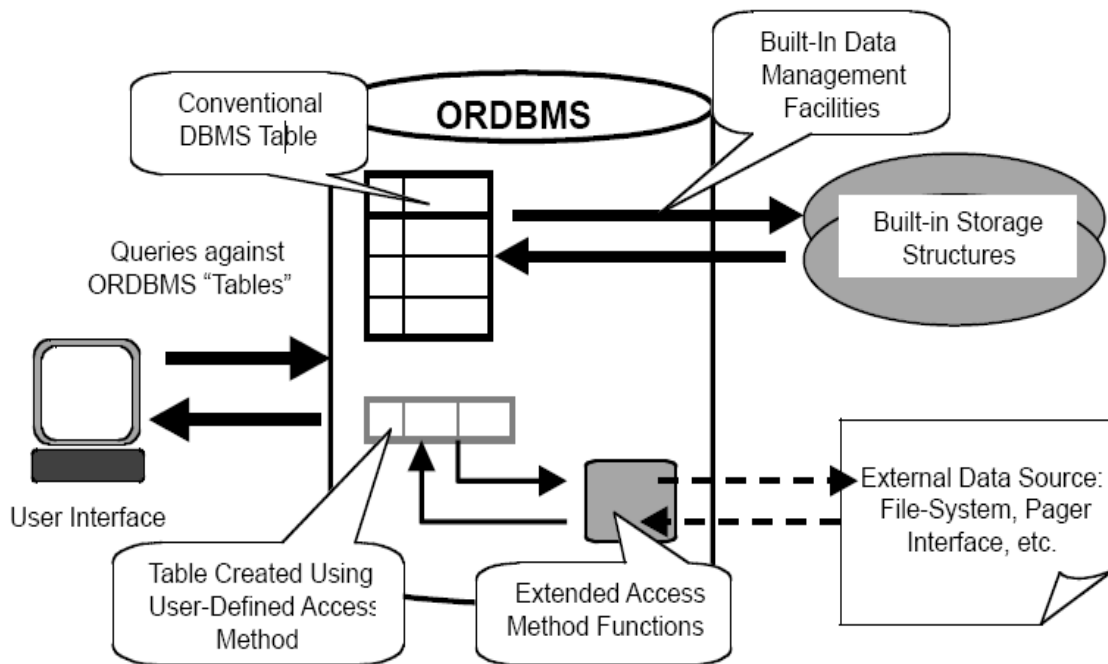 Conventional
DBMS Table
ORDBMS
Built-In Data
Management
Facilities
Built-in Storage
Structures
Queries against
ORDBMS “Tables”
User Interface
External Data Source:
File-System, Pager
Interface, etc.
Table Created Using
User-Defined Access
Method
Extended Access
Method Functions